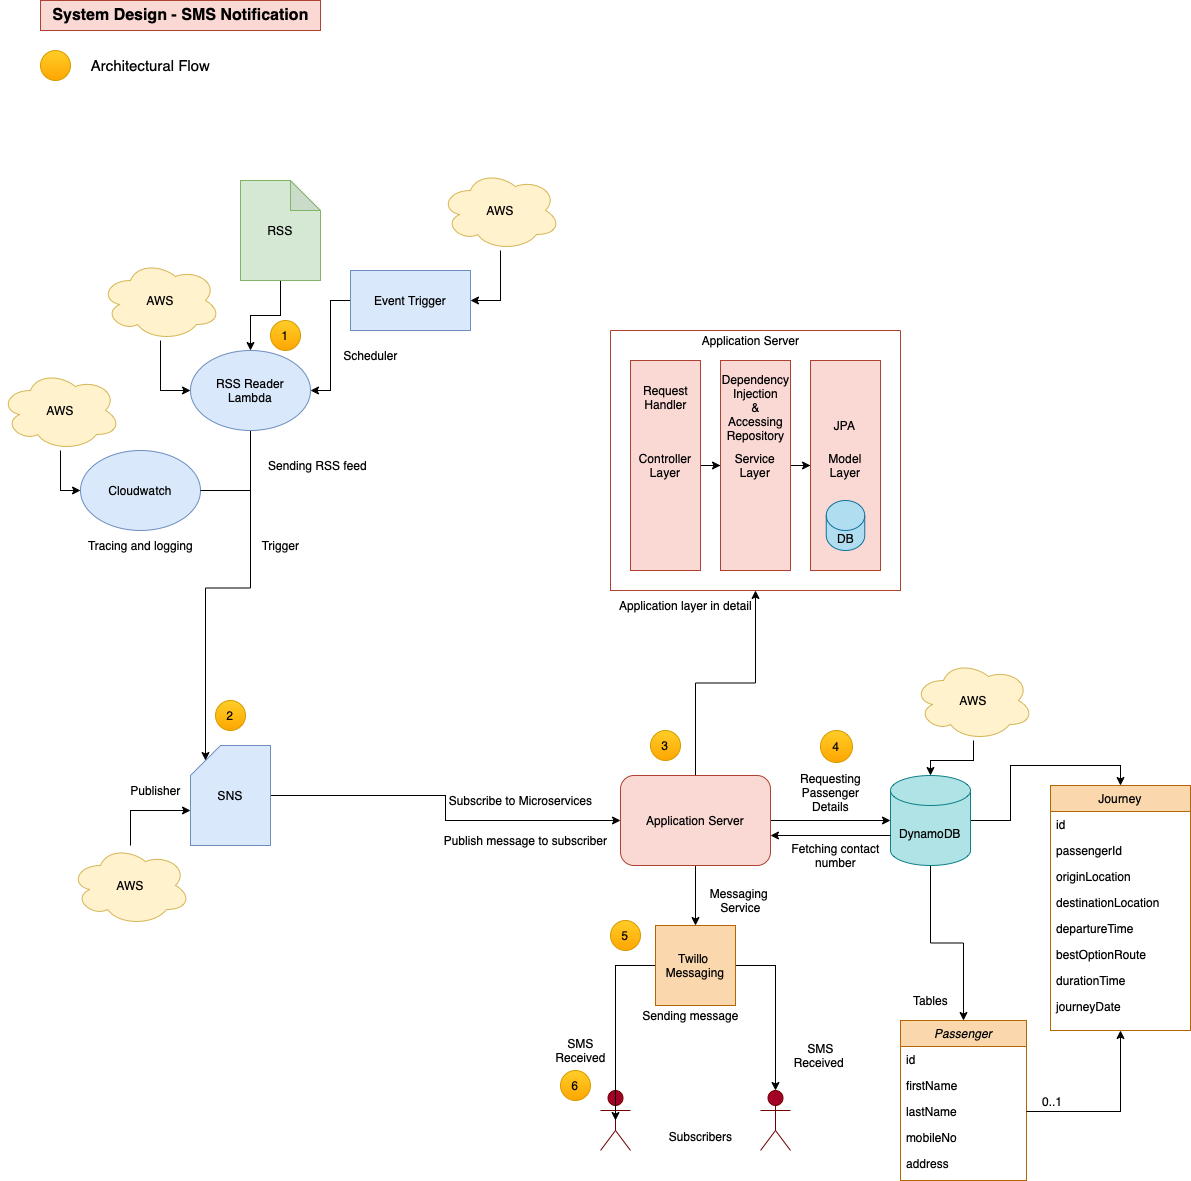 System Design - SMS Notification
Architectural Flow
RSS
AWS
AWS
Event Trigger
1
Scheduler
RSS Reader
Lambda
AWS
Sending RSS feed
Cloudwatch
Tracing and logging
Trigger
Application Server
Request
Handler
Controller
Layer
Dependency
Injection
&
Accessing
Repository
Service
Layer
JPA
Model
Layer
DB
Application layer in detail
2
Publisher
SNS
AWS
Subscribe to Microservices
Publish message to subscriber
3
Application Server
4
Requesting
Passenger
Details
Fetching contact
number
AWS
DynamoDB
Journey
id
passengerId
originLocation
destinationLocation
departureTime
bestOptionRoute
durationTime
journeyDate
Messaging
Service
5
Twillo
Messaging
Sending message
SMS
Received
6
SMS
Received
Subscribers
Tables
Passenger
id
firstName
lastName
mobileNo
address
0..1